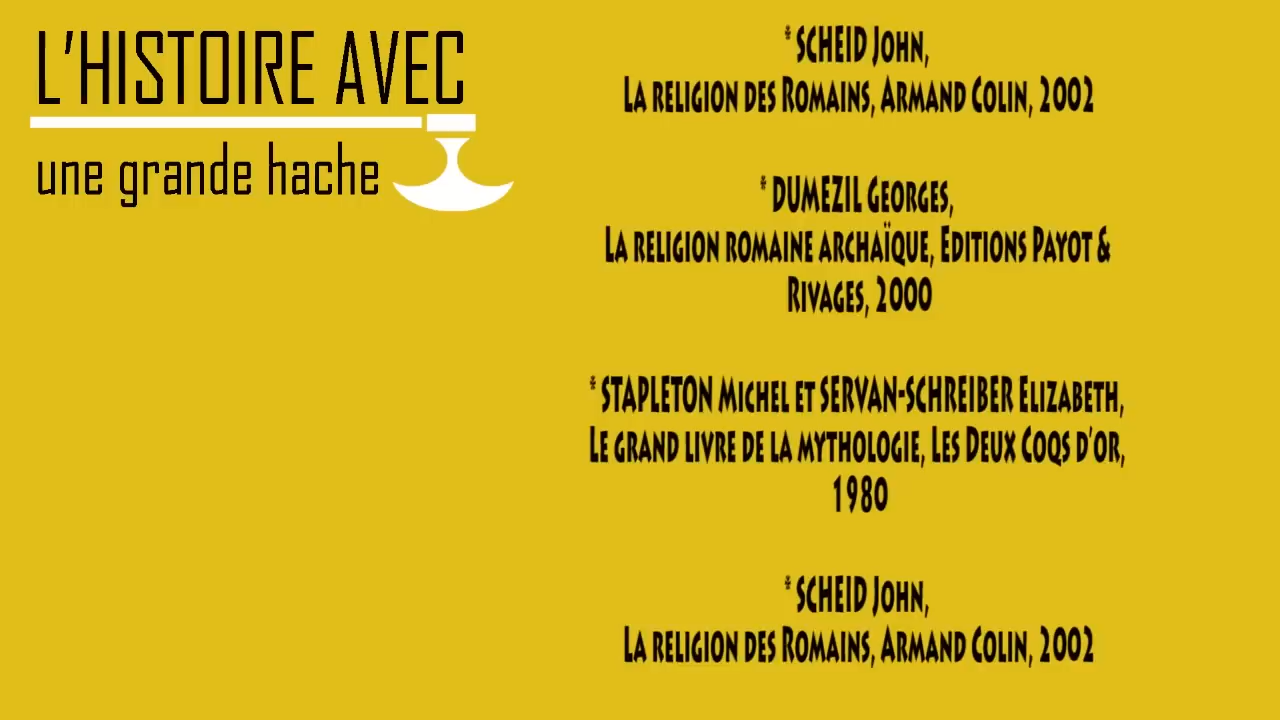 L'HISTOIRE AVEC
une grande hache
* SCHEID John,
La religion des Romains, Armand Colin, 2002
* DUMEZIL Georges,
La religion romaine archaïque, Editions Payot &
Rivages, 2000
* STAPLETON Michel et SERVAN-SCHREIBER Elizabeth,
Le grand livre de la mythologie, Les Deux Coqs d'or,
1980
* SCHEID John,
La religion des Romains, Armand Colin, 2002